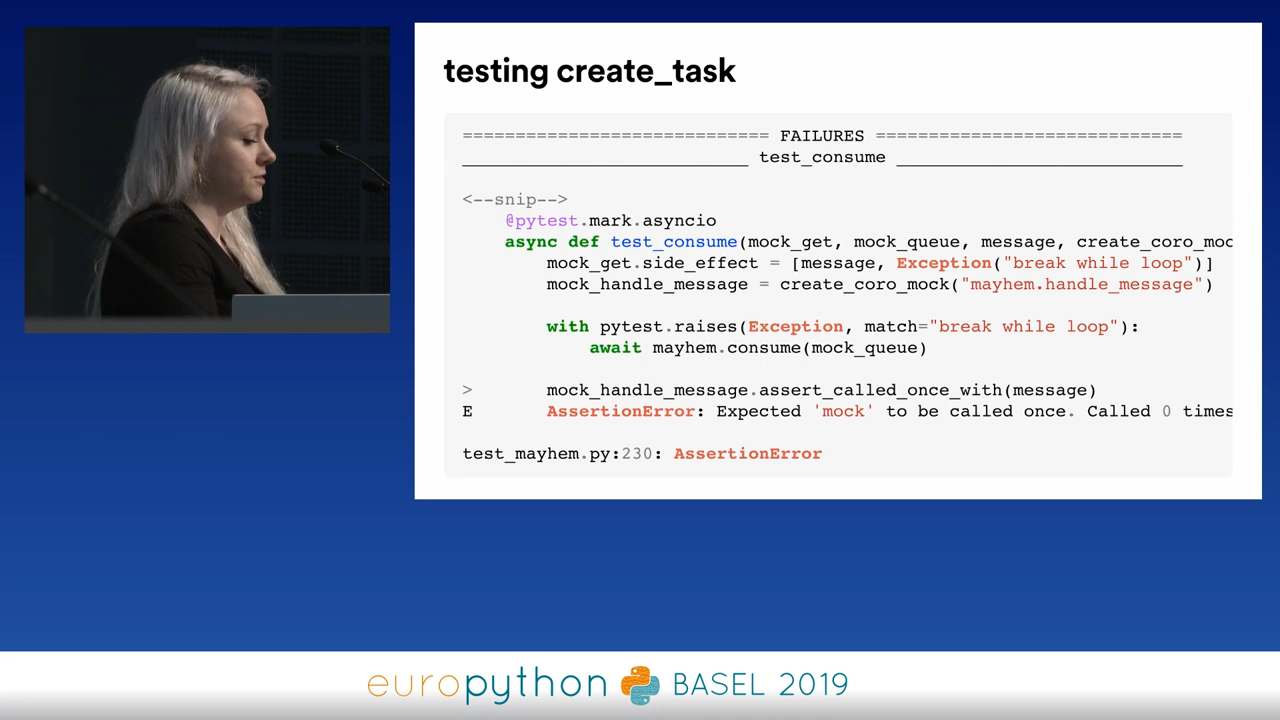 testing create_task
============================= FAILURES =============================
___________________________ test_consume ___________________________
<--snip-->
@pytest.mark.asyncio
async def test_consume(mock_get, mock_queue, message, create_coro_moc
mock_get.side_effect = [message, Exception("break while loop")]
mock_handle_message = create_coro_mock("mayhem.handle_message")
with pytest.raises(Exception, match="break while loop"):
await mayhem.consume(mock_queue)
> mock_handle_message.assert_called_once_with(message)
E AssertionError: Expected 'mock' to be called once. Called 0 times
test_mayhem.py:230: AssertionError
europython BASEL 2019